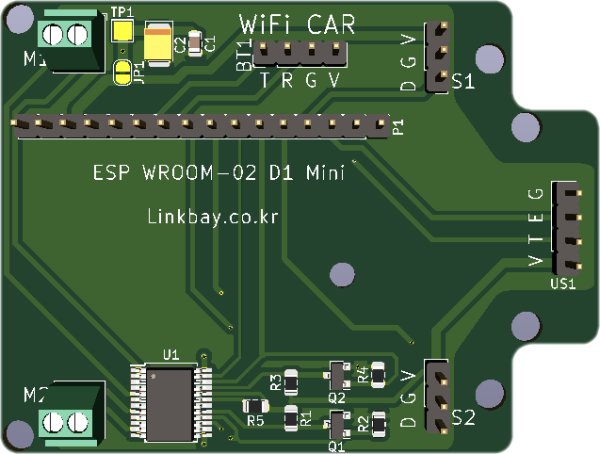 TP1
WiFi CAR
M1
JP1
C2
C1
BT1
T R G V
V
G
D
S1
P1
ESP WROOM-02 D1 Mini
Linkbay.co.kr
G
E
T
V
US1
U1
M2
R3
Q2
R4
R5
R1
Q1
R2
V
G
D
S2